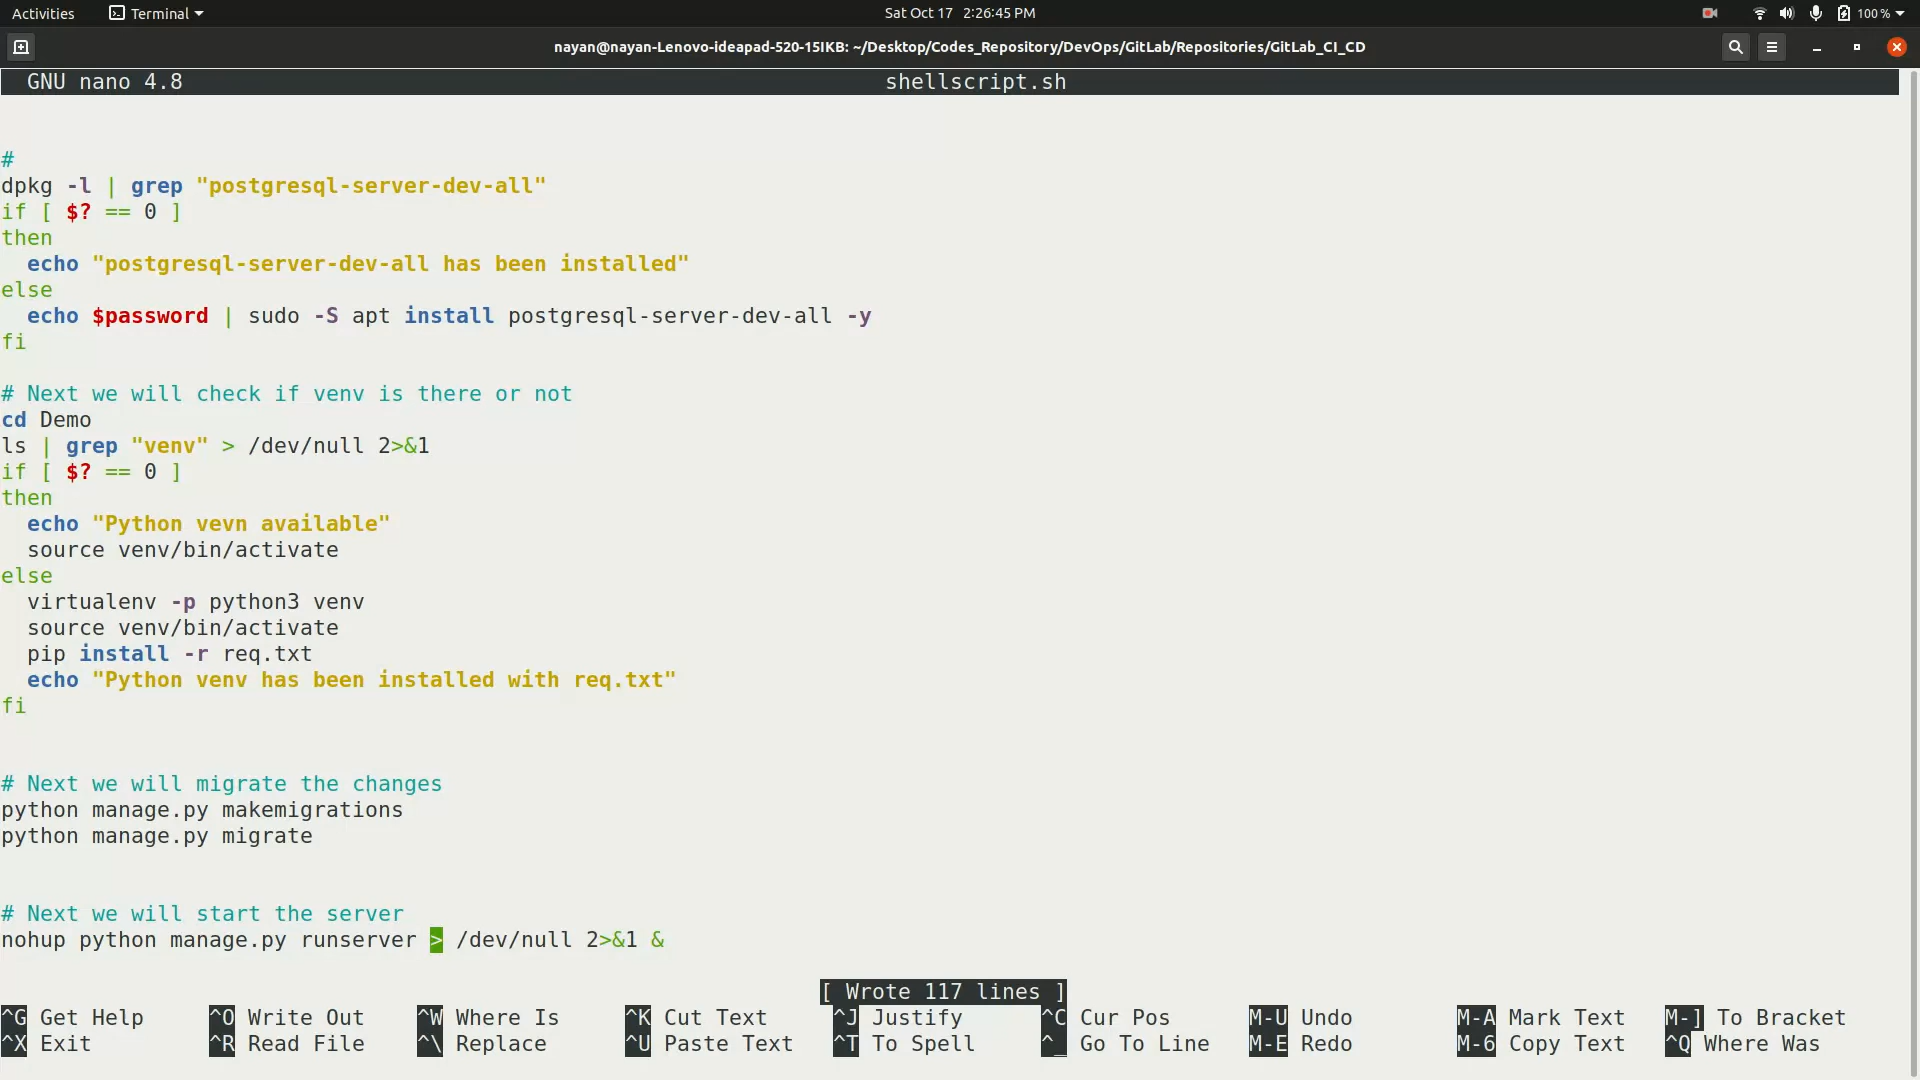 Activities Terminal Sat Oct 17 2:26:45 PM 100 %
nayan@nayan-Lenovo-ideapad-520-15IKB: ~/Desktop/Codes_Repository/DevOps/GitLab/Repositories/GitLab_CI_CD
GNU nano 4.8 shellscript.sh
#
dpkg -l | grep "postgresql-server-dev-all"
if [ $? == 0 ]
then
echo "postgresql-server-dev-all has been installed"
else
echo $password | sudo -S apt install postgresql-server-dev-all -y
fi
# Next we will check if venv is there or not
cd Demo
ls | grep "venv" > /dev/null 2>&1
if [ $? == 0 ]
then
echo "Python vevn available"
source venv/bin/activate
else
virtualenv -p python3 venv
source venv/bin/activate
pip install -r req.txt
echo "Python venv has been installed with req.txt"
fi
# Next we will migrate the changes
python manage.py makemigrations
python manage.py migrate
# Next we will start the server
nohup python manage.py runserver > /dev/null 2>&1 &
[ Wrote 117 lines ]
^G Get Help ^O Write Out ^W Where Is ^K Cut Text ^J Justify ^C Cur Pos M-U Undo M-A Mark Text M-] To Bracket
^X Exit ^R Read File ^\ Replace ^U Paste Text ^T To Spell ^_ Go To Line M-E Redo M-6 Copy Text ^Q Where Was